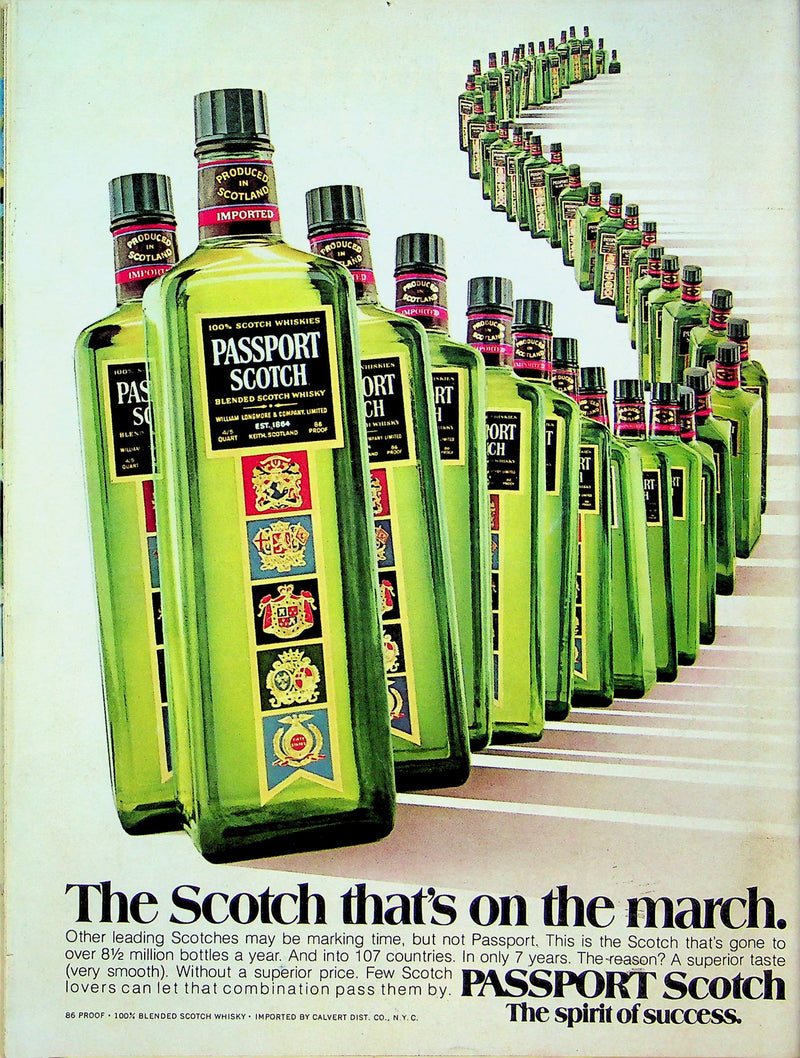 PRODUCED
IN
SCOTLAND
IMPORTED
100% SCOTCH WHISKIES
PASSPORT
SCOTCH
BLENDED SCOTCH WHISKY
WILLIAM LONGMORE & COMPANY, LIMITED
EST. 1864
4/5 QUART
KEITH, SCOTLAND
86 PROOF
The Scotch that's on the march.
Other leading Scotches may be marking time, but not Passport. This is the Scotch that's gone to
over 8½ million bottles a year. And into 107 countries. In only 7 years. The reason? A superior taste
(very smooth). Without a superior price. Few Scotch
lovers can let that combination pass them by.
PASSPORT Scotch
The spirit of success.
86 PROOF • 100% BLENDED SCOTCH WHISKY • IMPORTED BY CALVERT DIST. CO., N.Y.C.